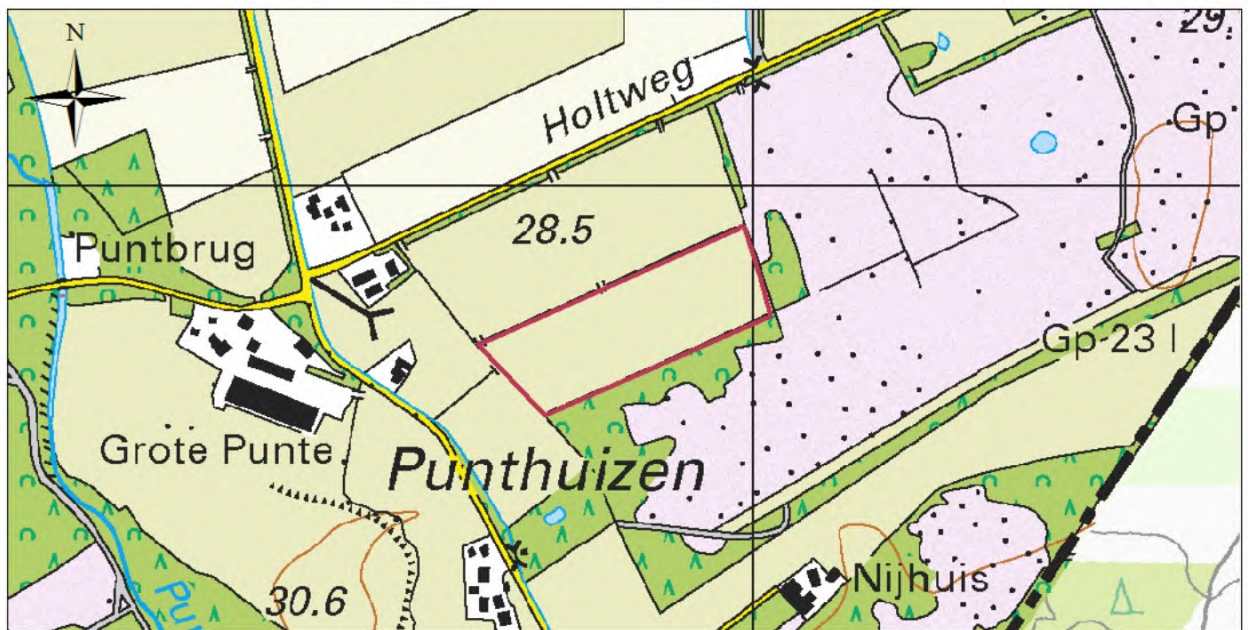 N
29.
Holtweg
Gp
28.5
Puntbrug
Gp 23 I
Grote Punte
Punthuizen
Nijhuis
30.6